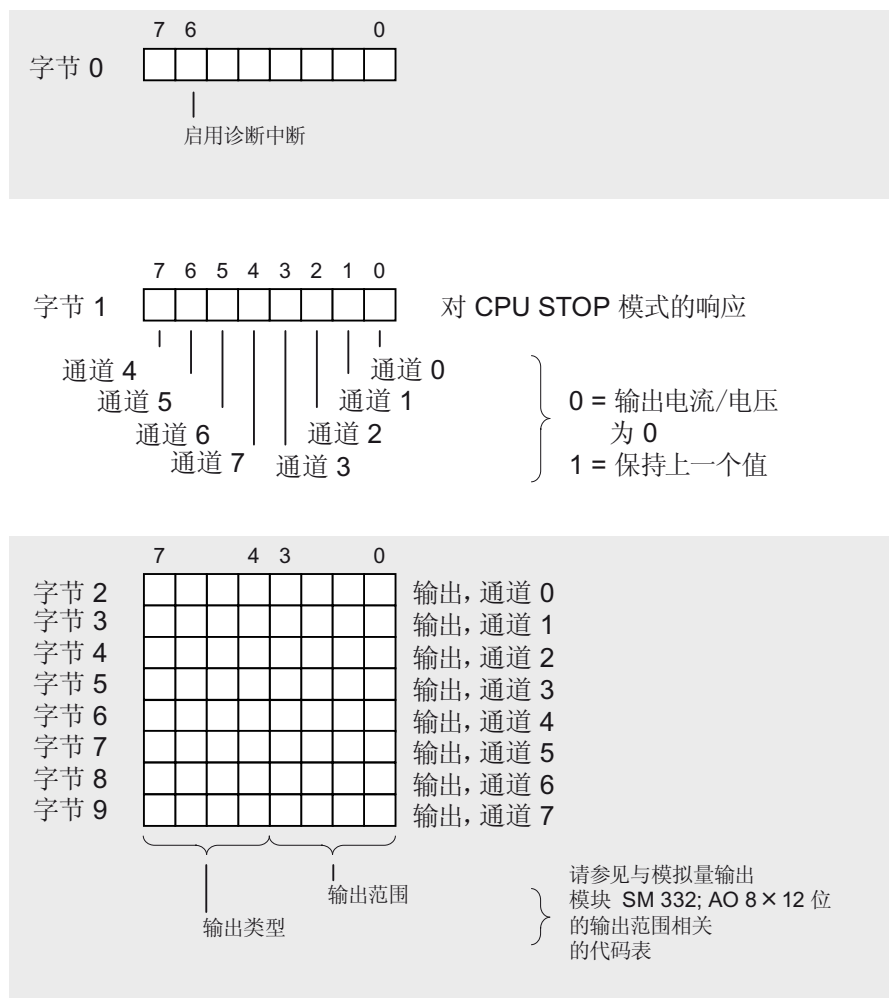 7 6 0
字节 0
启用诊断中断
7 6 5 4 3 2 1 0
字节 1
对 CPU STOP 模式的响应
通道 4
通道 0
通道 5
通道 1
通道 6
通道 2
通道 7
通道 3
0 = 输出电流/电压
为 0
1 = 保持上一个值
7 4 3 0
字节 2 输出, 通道 0
字节 3 输出, 通道 1
字节 4 输出, 通道 2
字节 5 输出, 通道 3
字节 6 输出, 通道 4
字节 7 输出, 通道 5
字节 8 输出, 通道 6
字节 9 输出, 通道 7
输出范围
输出类型
请参见与模拟量输出
模块 SM 332; AO 8×12 位
的输出范围相关
的代码表